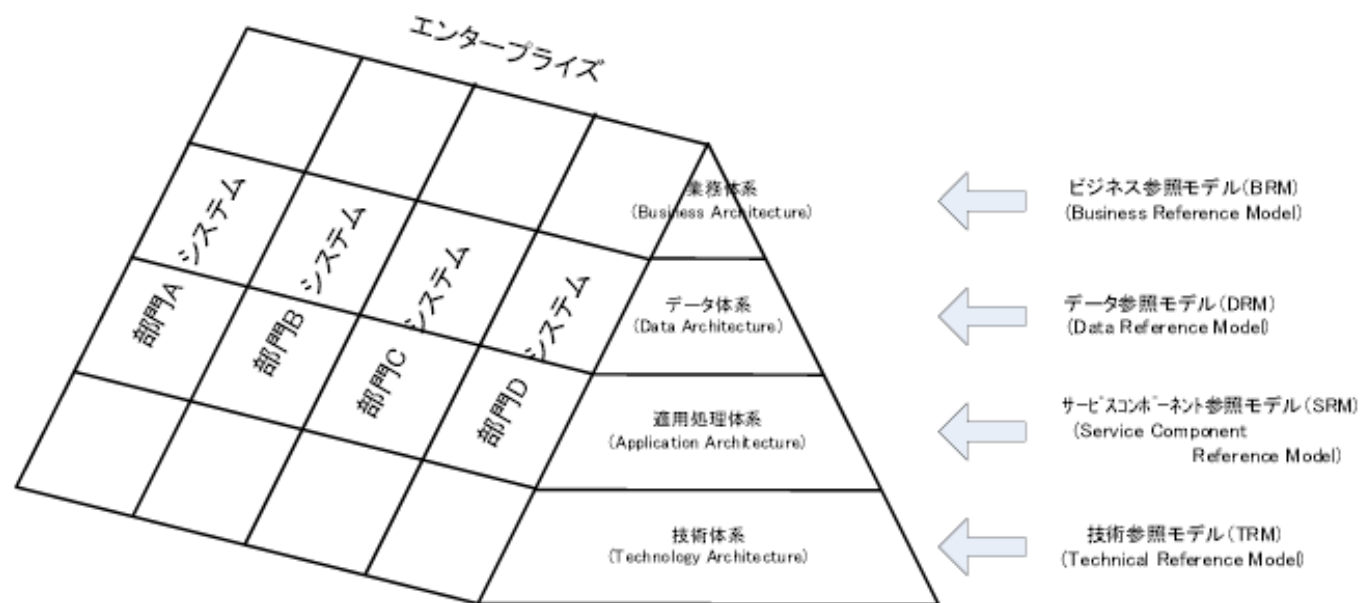 エンタープライズ
システム
システム
システム
システム
部門A
部門B
部門C
部門D
業務体系
(Business Architecture)
データ体系
(Data Architecture)
適用処理体系
(Application Architecture)
技術体系
(Technology Architecture)
ビジネス参照モデル(BRM)
(Business Reference Model)
データ参照モデル(DRM)
(Data Reference Model)
サービスコンポーネント参照モデル(SRM)
(Service Component
Reference Model)
技術参照モデル(TRM)
(Technical Reference Model)